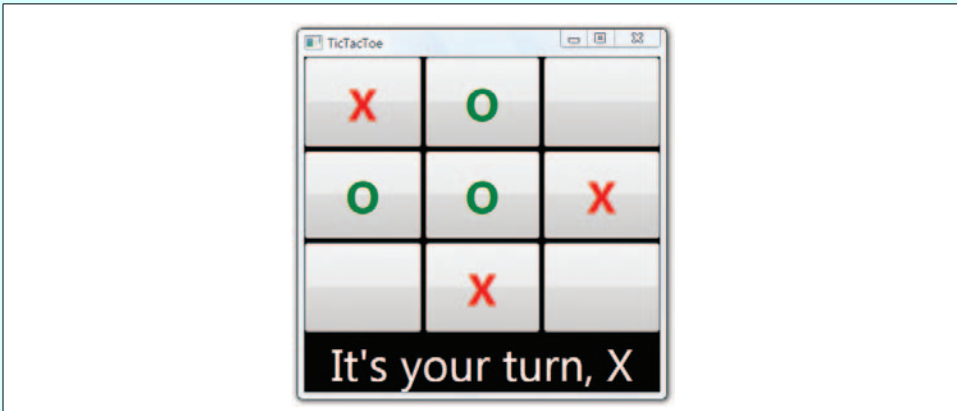 TicTacToe
X O
O O X
X
It's your turn, X